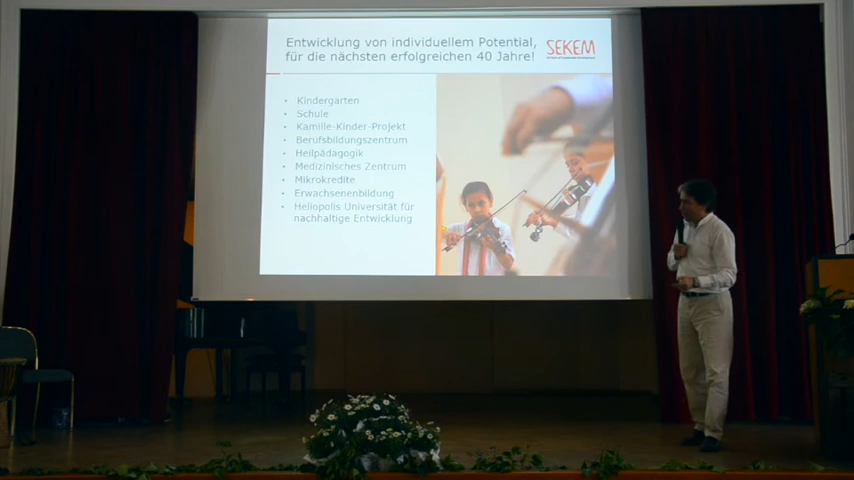 Entwicklung von individuellem Potential,
für die nächsten erfolgreichen 40 Jahre!
SEKEM
• Kindergarten
• Schule
• Kamille-Kinder-Projekt
• Berufsbildungszentrum
• Heilpädagogik
• Medizinisches Zentrum
• Mikrokredite
• Erwachsenenbildung
• Heliopolis Universität für
nachhaltige Entwicklung